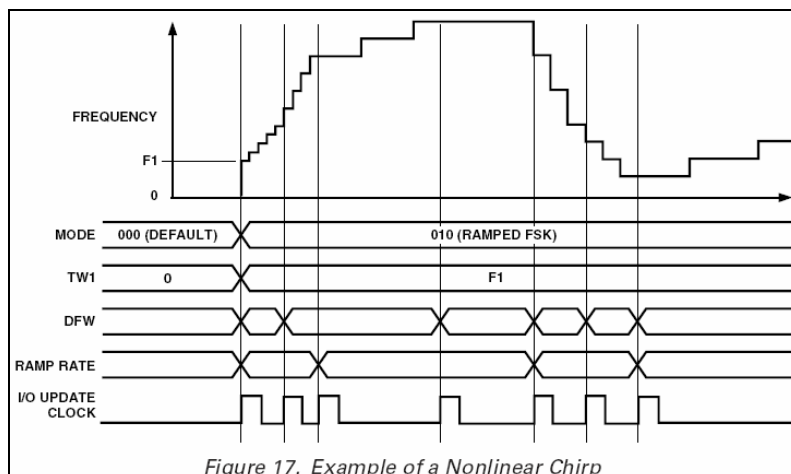 FREQUENCY
F1
0
MODE
000 (DEFAULT)
010 (RAMPED FSK)
TW1
0
F1
DFW
RAMP RATE
I/O UPDATE
CLOCK
Figure 17. Example of a Nonlinear Chirp